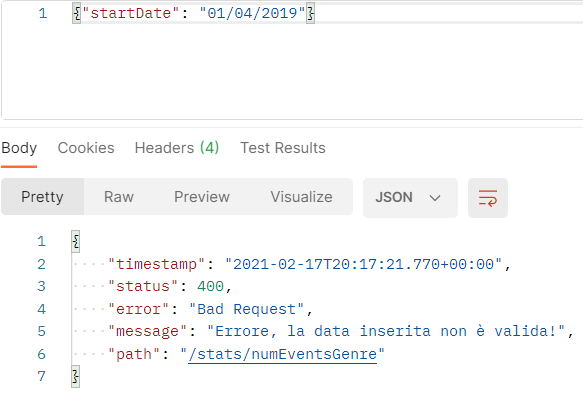 1 {"startDate": "01/04/2019"}
Body Cookies Headers (4) Test Results
Pretty Raw Preview Visualize JSON
1 {
2 "timestamp": "2021-02-17T20:17:21.770+00:00",
3 "status": 400,
4 "error": "Bad Request",
5 "message": "Errore, la data inserita non è valida!",
6 "path": "/stats/numEventsGenre"
7 }